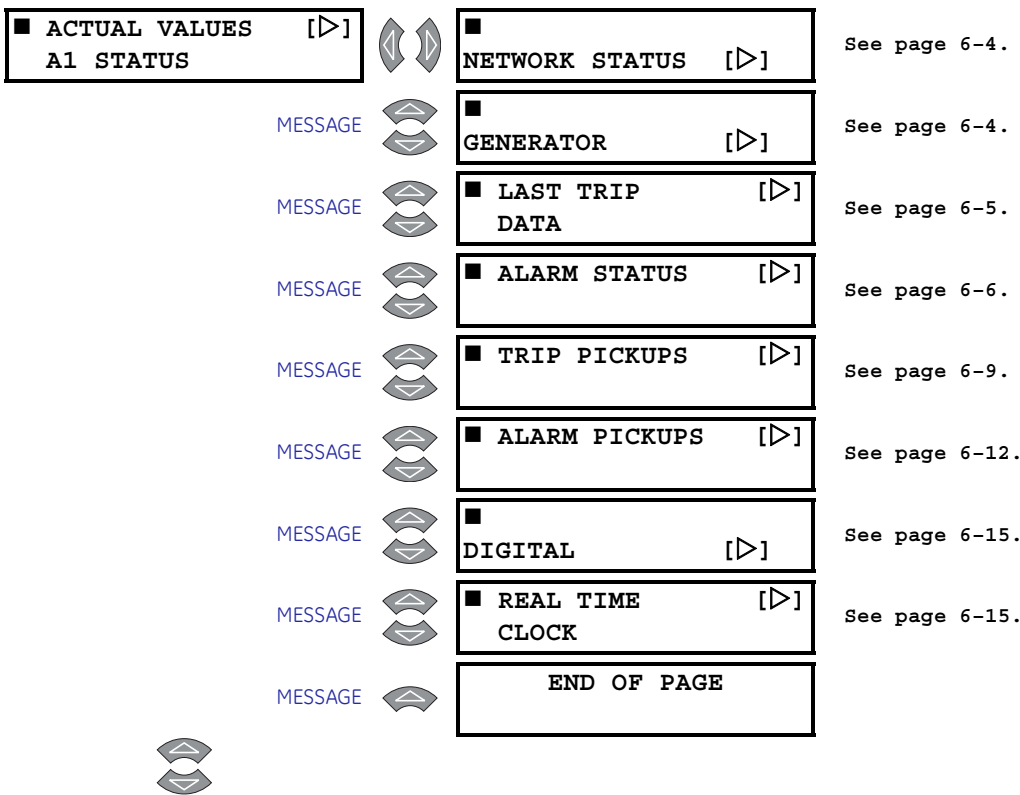 ■ ACTUAL VALUES [▷]
A1 STATUS
■
NETWORK STATUS [▷]
See page 6-4.
MESSAGE
■
GENERATOR [▷]
See page 6-4.
MESSAGE
■ LAST TRIP [▷]
DATA
See page 6-5.
MESSAGE
■ ALARM STATUS [▷]
See page 6-6.
MESSAGE
■ TRIP PICKUPS [▷]
See page 6-9.
MESSAGE
■ ALARM PICKUPS [▷]
See page 6-12.
MESSAGE
■
DIGITAL [▷]
See page 6-15.
MESSAGE
■ REAL TIME [▷]
CLOCK
See page 6-15.
MESSAGE
END OF PAGE